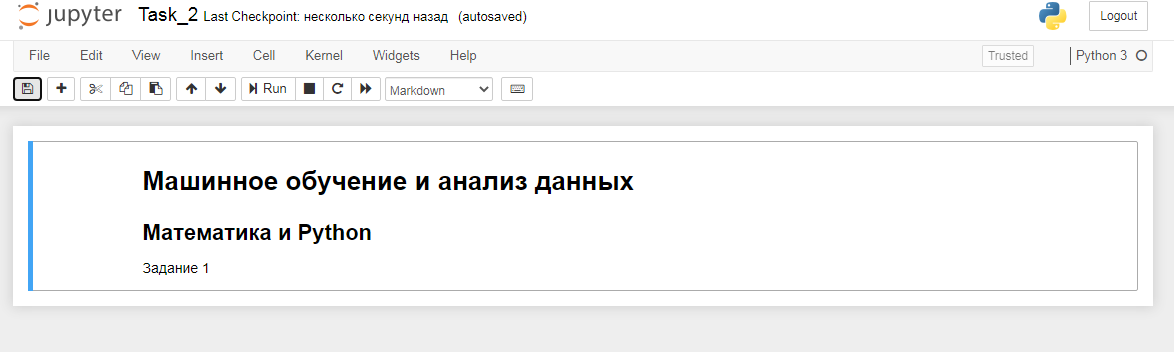 jupyter Task_2 Last Checkpoint: несколько секунд назад (autosaved) Logout
File Edit View Insert Cell Kernel Widgets Help Trusted Python 3
Run Markdown
Машинное обучение и анализ данных
Математика и Python
Задание 1